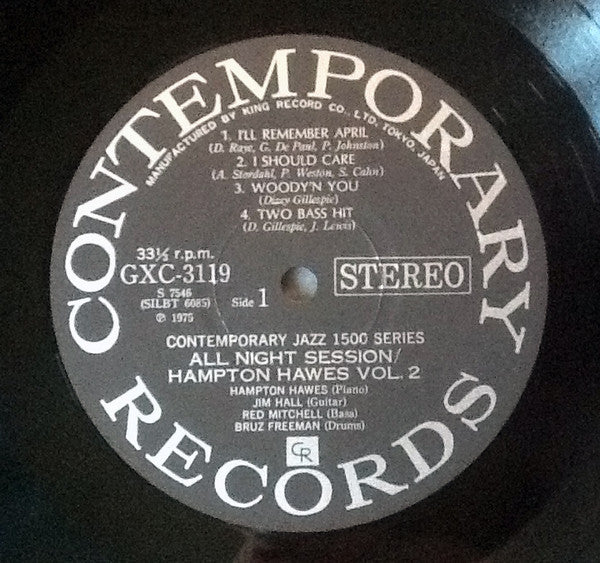 CONTEMPORARY
MANUFACTURED BY KING RECORD CO., LTD. TOKYO, JAPAN
1. I'LL REMEMBER APRIL
(D. Raye, G. De Paul, P. Johnston)
2. I SHOULD CARE
(A. Stordahl, P. Weston, S. Cahn)
3. WOODY'N YOU
(Dizzy Gillespie)
4. TWO BASS HIT
(D. Gillespie, J. Lewis)
33⅓ r.p.m.
GXC-3119
STEREO
S 7546
(SILBT 6085) Side 1
℗ 1975
CONTEMPORARY JAZZ 1500 SERIES
ALL NIGHT SESSION/
HAMPTON HAWES VOL. 2
HAMPTON HAWES (Piano)
JIM HALL (Guitar)
RED MITCHELL (Bass)
BRUZ FREEMAN (Drums)
CR
RECORDS